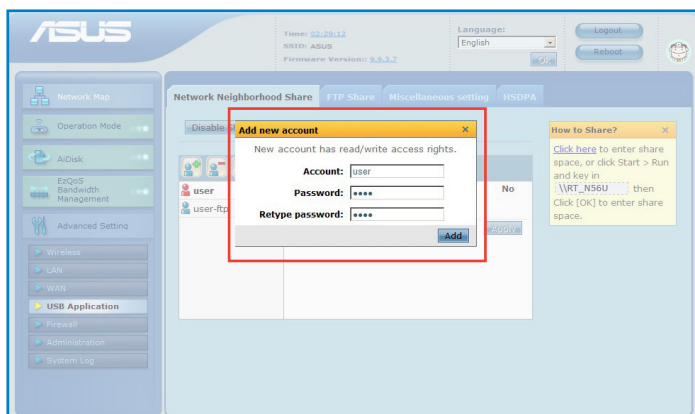 ASUS
Time: 02:29:12
SSID: ASUS
Firmware Version:: 9.9.3.7
Language:
English
Logout
OK
Reboot
Network Map
Operation Mode
AiDisk
EzQoS
Bandwidth
Management
Advanced Setting
Wireless
LAN
WAN
USB Application
Firewall
Administration
System Log
Network Neighborhood Share
FTP Share
Miscellaneous setting
HSDPA
Disable
user
user-ftp
No
Apply
Add new account
×
New account has read/write access rights.
Account: user
Password: ••••
Retype password: ••••
Add
How to Share?
×
Click here to enter share
space, or click Start > Run
and key in
\\RT_N56U then
Click [OK] to enter share
space.